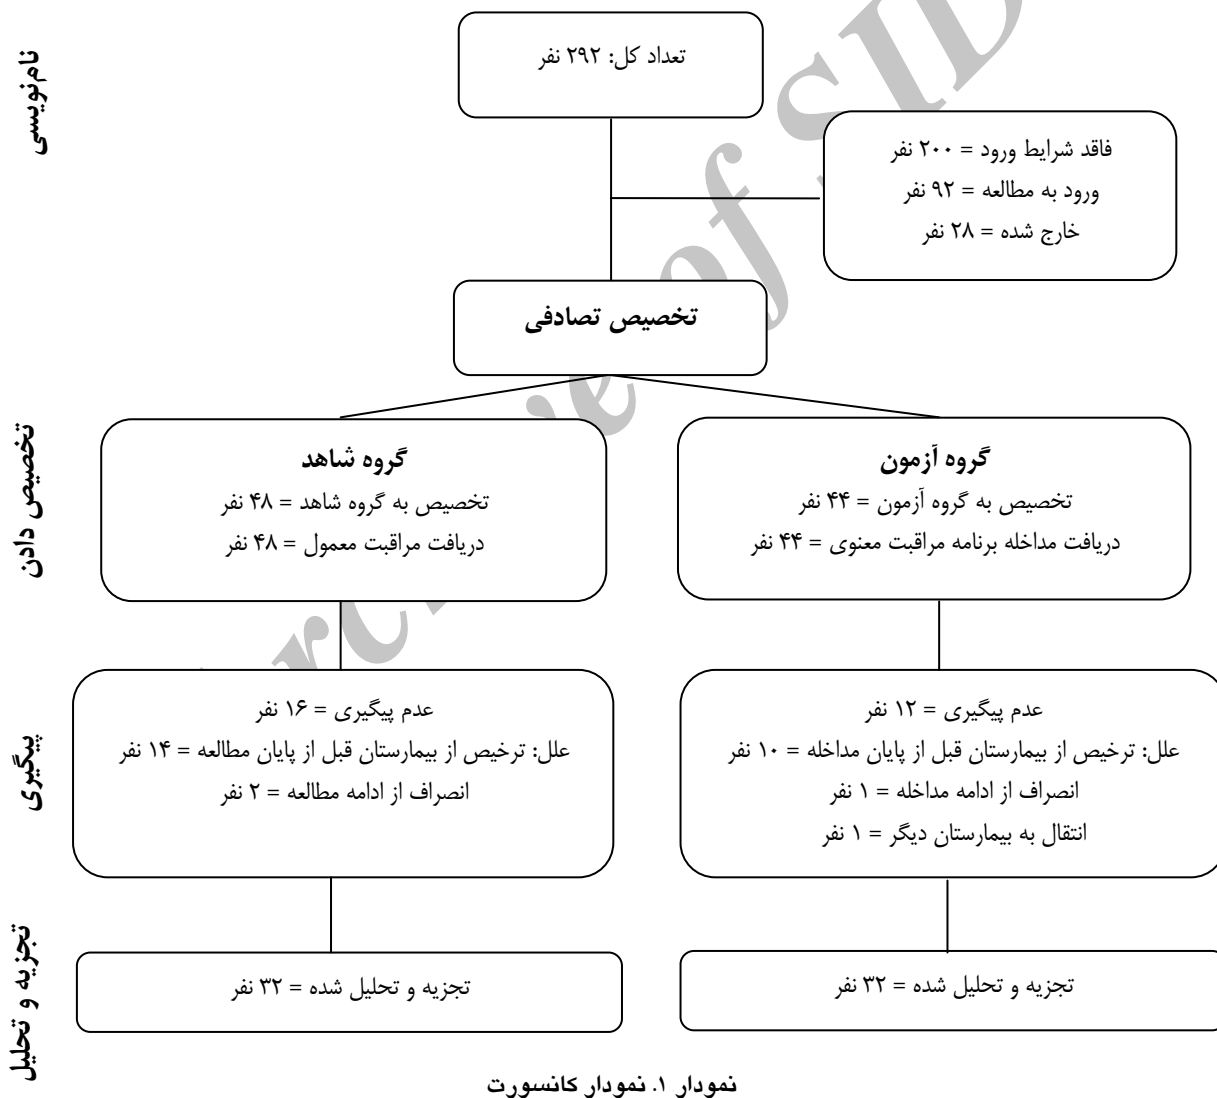 نام‌نویسی
تعداد کل: ۲۹۲ نفر
فاقد شرایط ورود = ۲۰۰ نفر
ورود به مطالعه = ۹۲ نفر
خارج شده = ۲۸ نفر
تخصیص تصادفی
تخصیص دادن
گروه آزمون
تخصیص به گروه آزمون = ۴۴ نفر
دریافت مداخله برنامه مراقبت معنوی = ۴۴ نفر
گروه شاهد
تخصیص به گروه شاهد = ۴۸ نفر
دریافت مراقبت معمول = ۴۸ نفر
پیگیری
عدم پیگیری = ۱۲ نفر
علل: ترخیص از بیمارستان قبل از پایان مداخله = ۱۰ نفر
انصراف از ادامه مداخله = ۱ نفر
انتقال به بیمارستان دیگر = ۱ نفر
عدم پیگیری = ۱۶ نفر
علل: ترخیص از بیمارستان قبل از پایان مطالعه = ۱۴ نفر
انصراف از ادامه مطالعه = ۲ نفر
تجزیه و تحلیل
تجزیه و تحلیل شده = ۳۲ نفر
تجزیه و تحلیل شده = ۳۲ نفر
نمودار ۱. نمودار کانسورت
of SID